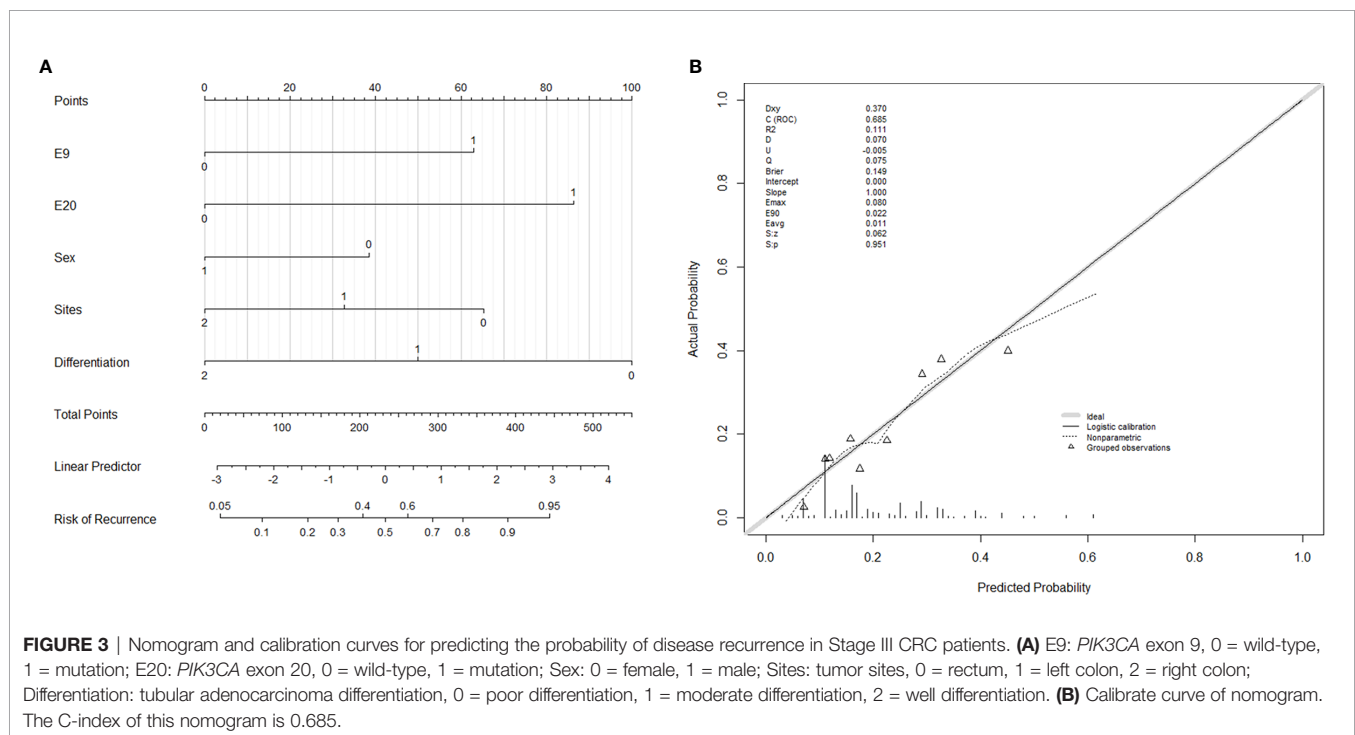 A
Points
0 20 40 60 80 100
E9
0 1
E20
0 1
Sex
1 0
Sites
2 1 0
Differentiation
2 1 0
Total Points
0 100 200 300 400 500
Linear Predictor
-3 -2 -1 0 1 2 3 4
Risk of Recurrence
0.05 0.4 0.6 0.95
0.1 0.2 0.3 0.5 0.7 0.8 0.9
B
Dxy 0.370
C (ROC) 0.685
R2 0.111
D 0.070
U -0.005
Q 0.075
Brier 0.149
Intercept 0.000
Slope 1.000
Emax 0.080
E90 0.022
Eavg 0.011
S:z 0.062
S:p 0.951
Actual Probability
1.0
0.8
0.6
0.4
0.2
0.0
Ideal
Logistic calibration
Nonparametric
Grouped observations
0.0 0.2 0.4 0.6 0.8 1.0
Predicted Probability
FIGURE 3 | Nomogram and calibration curves for predicting the probability of disease recurrence in Stage III CRC patients. (A) E9: PIK3CA exon 9, 0 = wild-type,
1 = mutation; E20: PIK3CA exon 20, 0 = wild-type, 1 = mutation; Sex: 0 = female, 1 = male; Sites: tumor sites, 0 = rectum, 1 = left colon, 2 = right colon;
Differentiation: tubular adenocarcinoma differentiation, 0 = poor differentiation, 1 = moderate differentiation, 2 = well differentiation. (B) Calibrate curve of nomogram.
The C-index of this nomogram is 0.685.